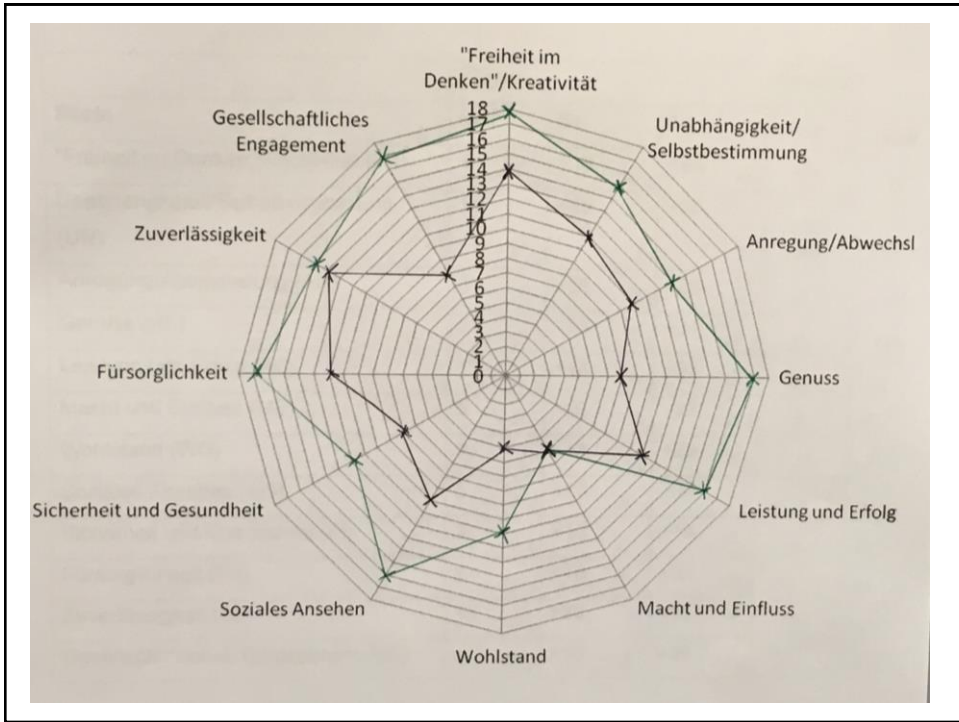 "Freiheit im
Denken"/Kreativität
Gesellschaftliches
Engagement
Unabhängigkeit/
Selbstbestimmung
Zuverlässigkeit
Anregung/Abwechsl
Fürsorglichkeit
Genuss
Sicherheit und Gesundheit
Leistung und Erfolg
Soziales Ansehen
Macht und Einfluss
Wohlstand
18
17
16
15
14
13
12
11
10
9
8
7
6
5
4
3
2
1
0